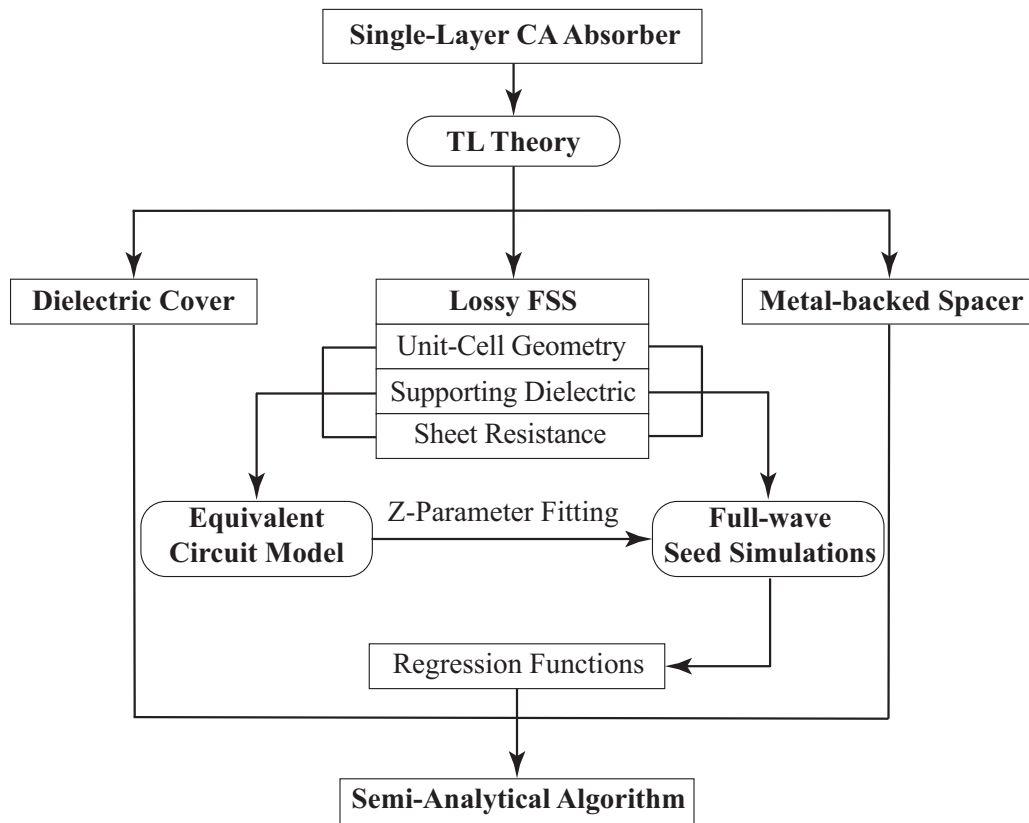 Single-Layer CA Absorber
TL Theory
Dielectric Cover
Lossy FSS
Metal-backed Spacer
Unit-Cell Geometry
Supporting Dielectric
Sheet Resistance
Equivalent
Circuit Model
Z-Parameter Fitting
Full-wave
Seed Simulations
Regression Functions
Semi-Analytical Algorithm